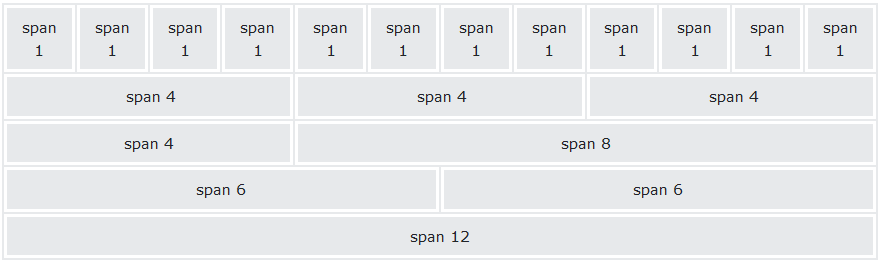 span span span span span span span span span span span span
1 1 1 1 1 1 1 1 1 1 1 1
span 4 span 4 span 4
span 4 span 8
span 6 span 6
span 12